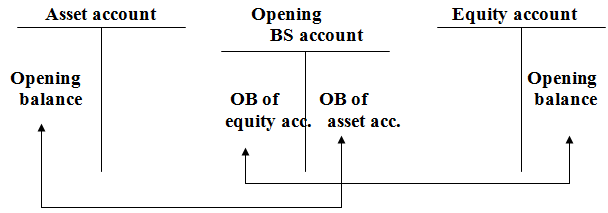 Asset account
Opening
BS account
Equity account
Opening
balance
OB of
equity acc.
OB of
asset acc.
Opening
balance